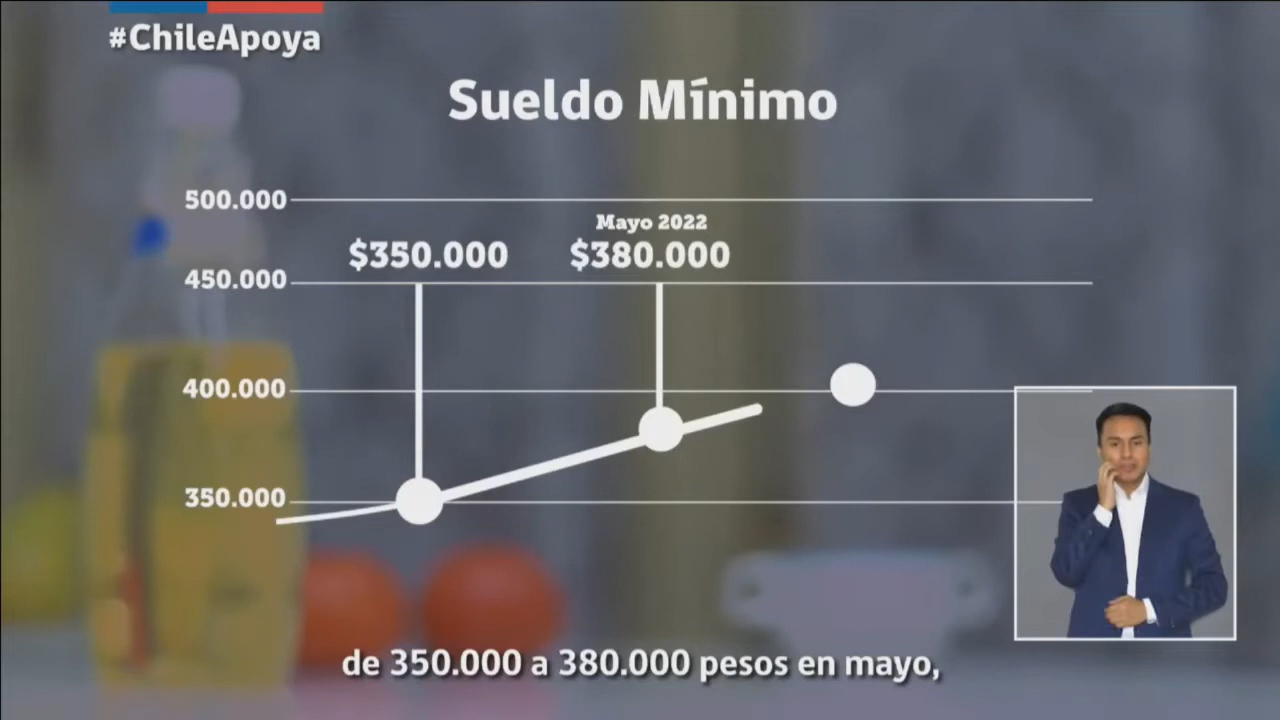 #ChileApoya
Sueldo Mínimo
500.000
Mayo 2022
$350.000
$380.000
450.000
400.000
350.000
de 350.000 a 380.000 pesos en mayo,